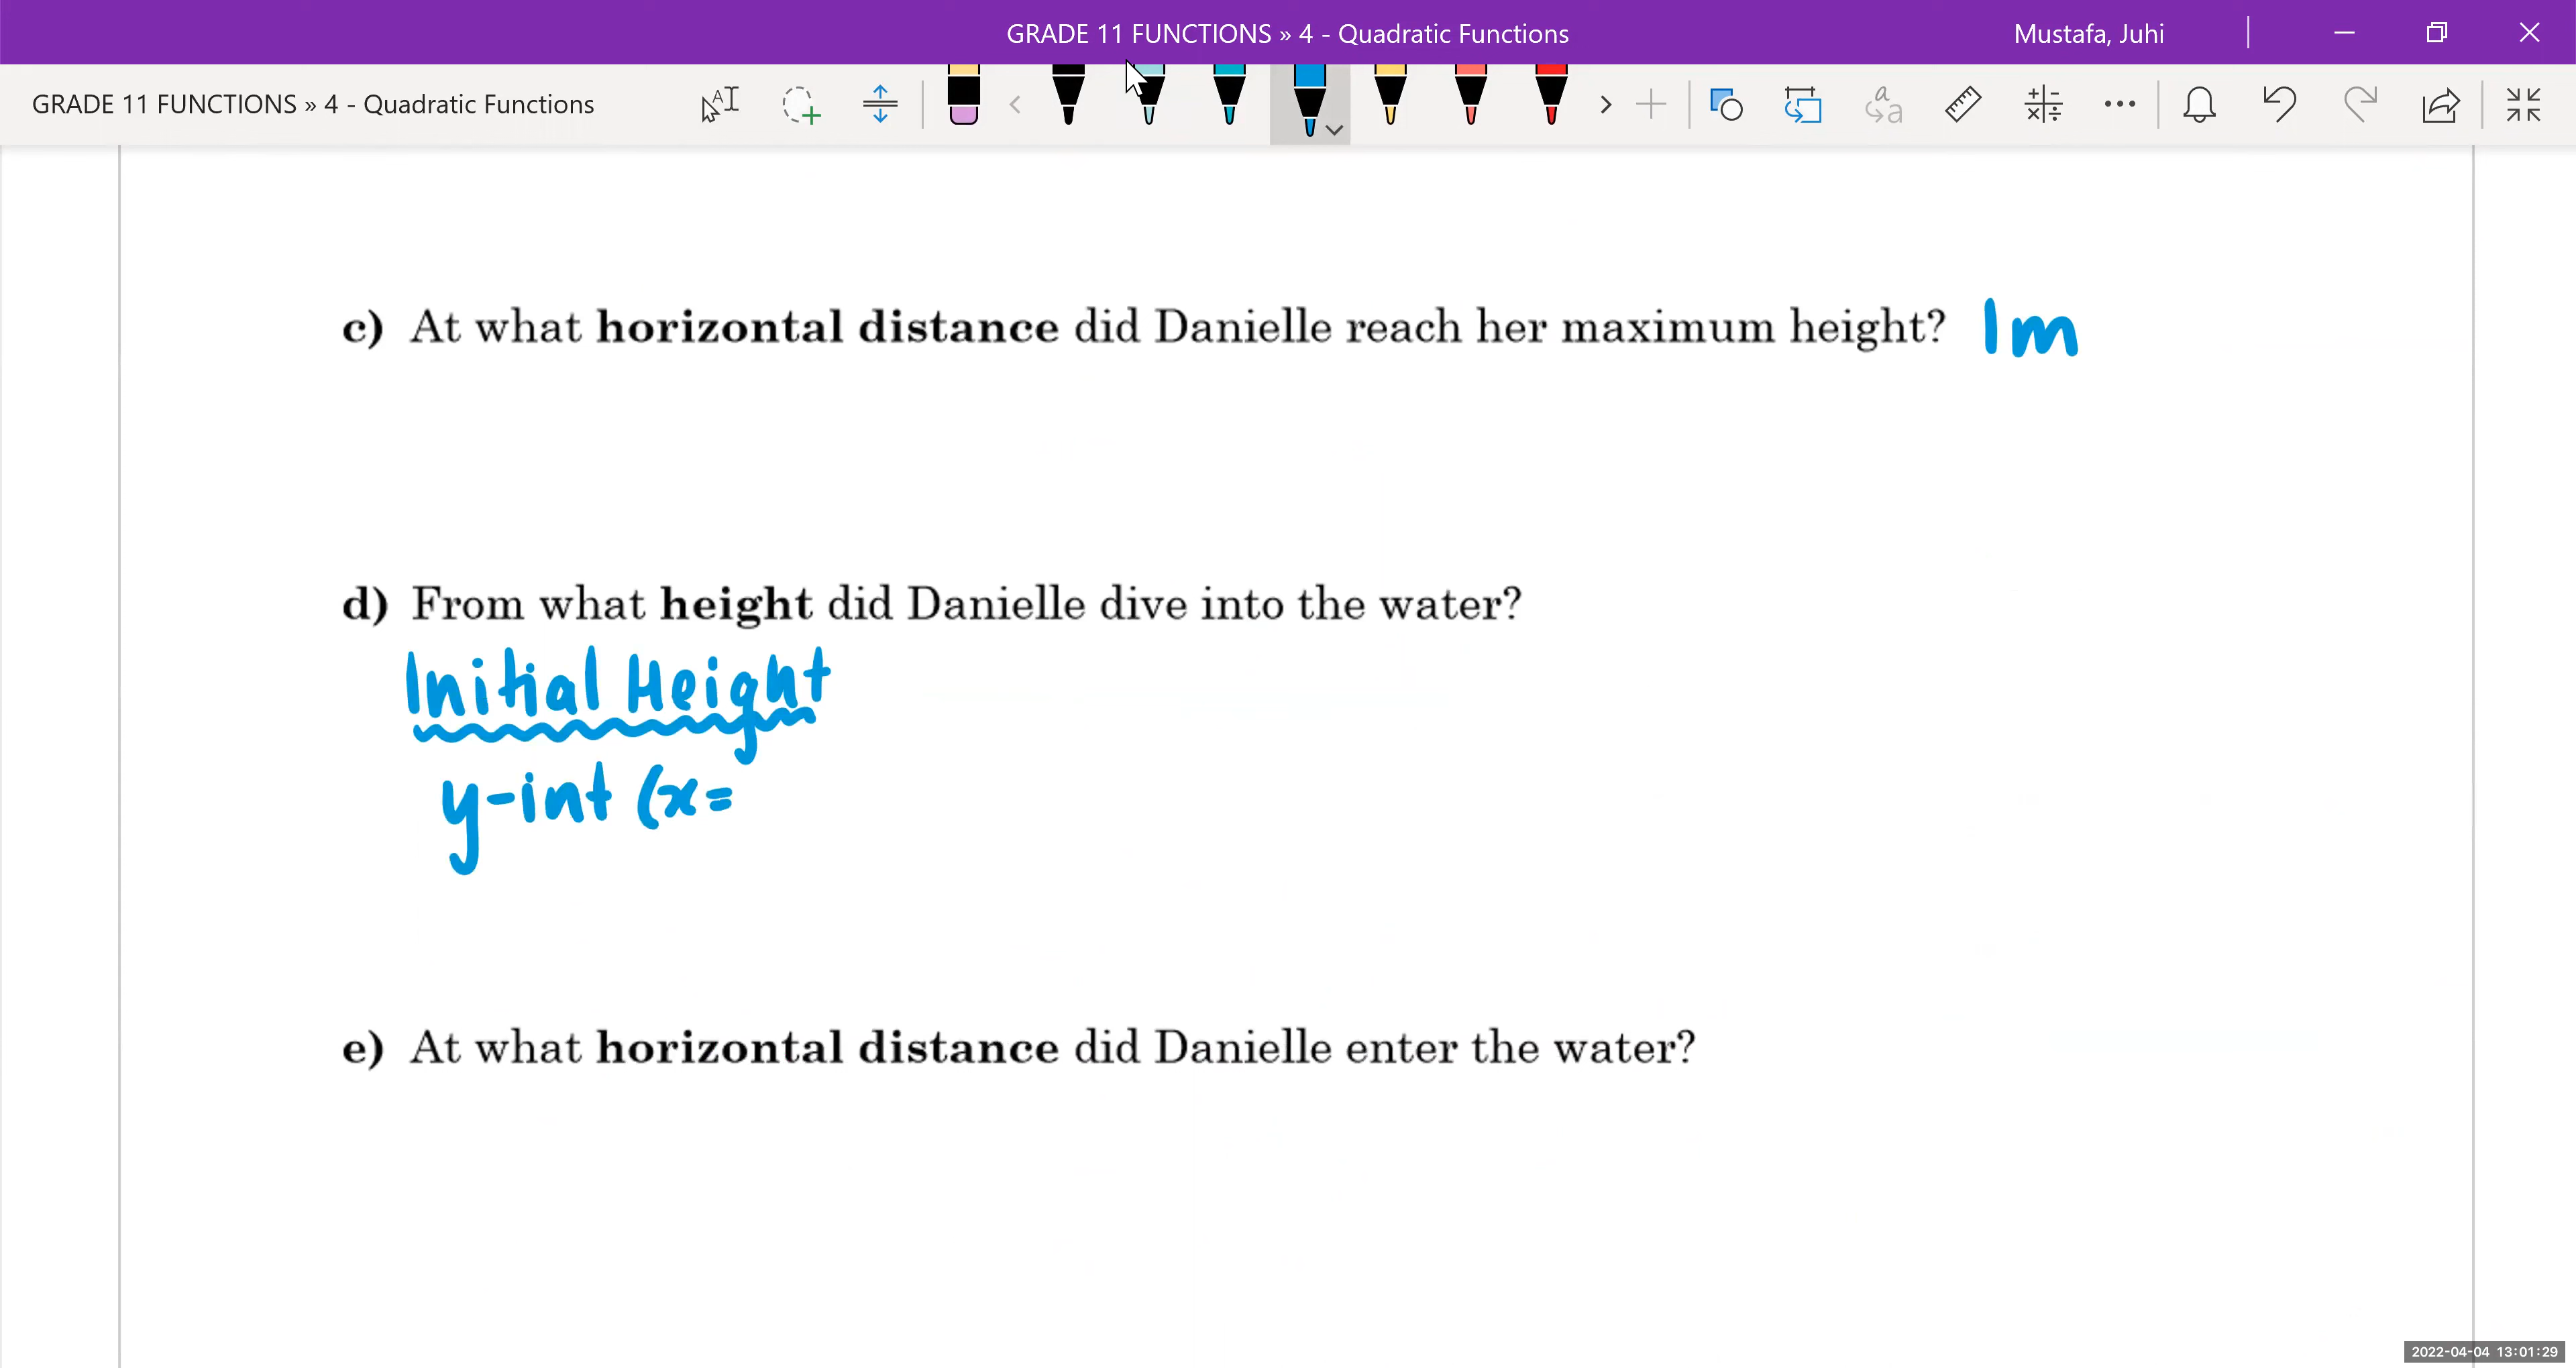 GRADE 11 FUNCTIONS » 4 - Quadratic Functions
Mustafa, Juhi
GRADE 11 FUNCTIONS » 4 - Quadratic Functions
c) At what horizontal distance did Danielle reach her maximum height? 1m
d) From what height did Danielle dive into the water?
Initial Height
y-int (x=
e) At what horizontal distance did Danielle enter the water?
2022-04-04 13:01:29